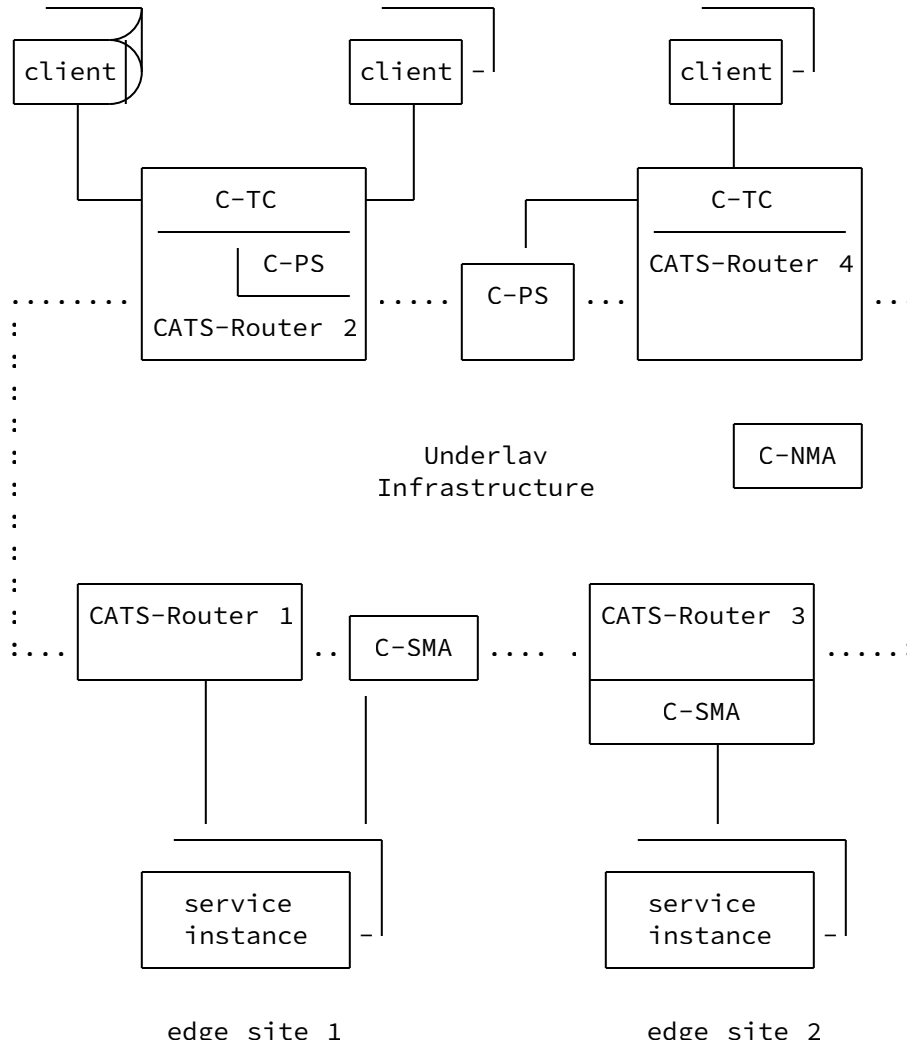 client client client
C-TC C-TC
C-PS CATS-Router 4
C-PS
CATS-Router 2
Underlav C-NMA
Infrastructure
CATS-Router 1 CATS-Router 3
C-SMA
C-SMA
service service
instance instance
edge site 1 edge site 2